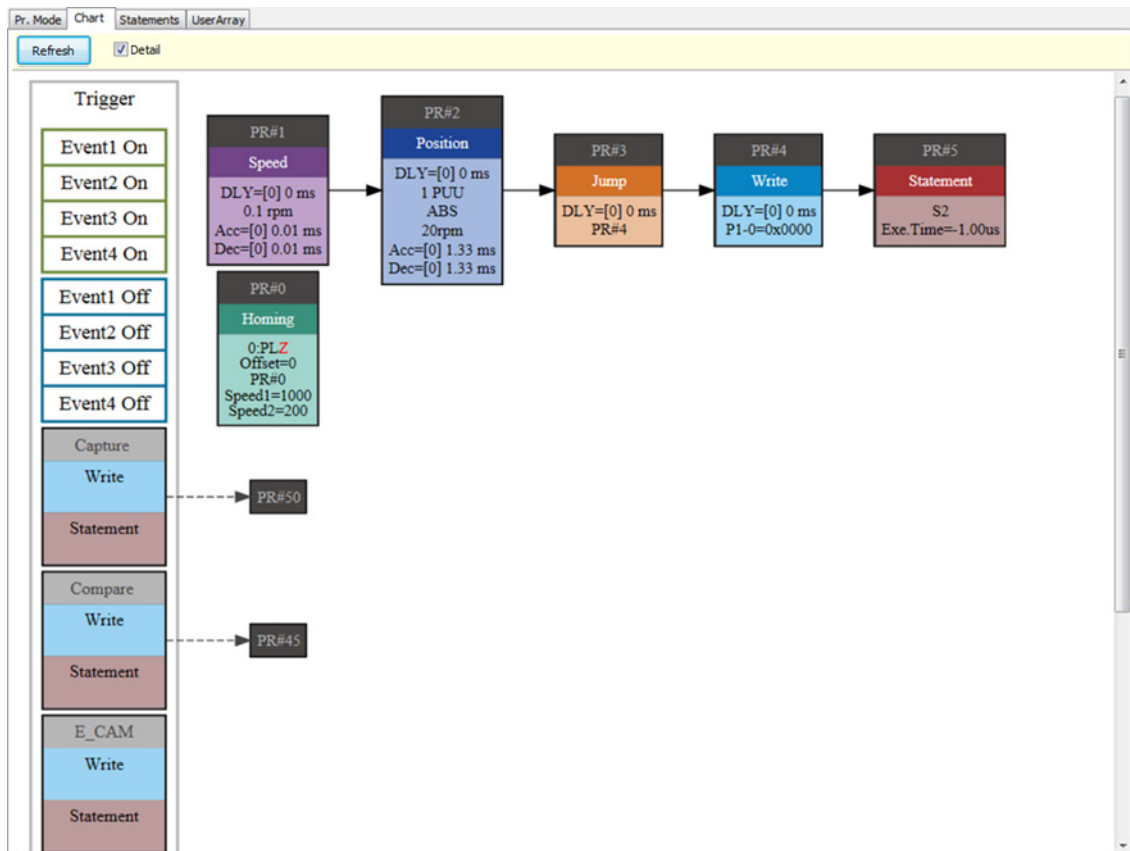 Pr. Mode
Chart
Statements
UserArray
Refresh
Detail
Trigger
Event1 On
Event2 On
Event3 On
Event4 On
Event1 Off
Event2 Off
Event3 Off
Event4 Off
Capture
Write
Statement
Compare
Write
Statement
E_CAM
Write
Statement
PR#1
Speed
DLY=[0] 0 ms
0.1 rpm
Acc=[0] 0.01 ms
Dec=[0] 0.01 ms
PR#2
Position
DLY=[0] 0 ms
1 PUU
ABS
20rpm
Acc=[0] 1.33 ms
Dec=[0] 1.33 ms
PR#3
Jump
DLY=[0] 0 ms
PR#4
PR#4
Write
DLY=[0] 0 ms
P1-0=0x0000
PR#5
Statement
S2
Exe.Time=-1.00us
PR#0
Homing
0:PLZ
Offset=0
PR#0
Speed1=1000
Speed2=200
PR#50
PR#45